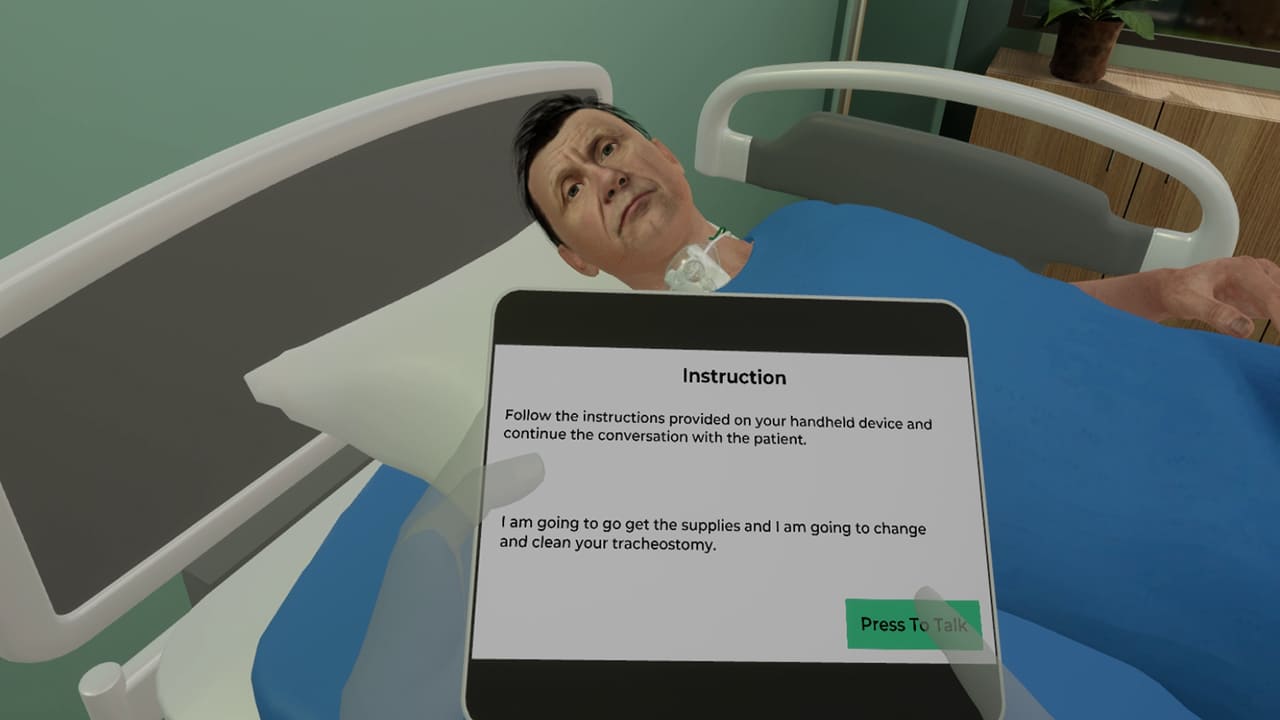 Instruction
Follow the instructions provided on your handheld device and
continue the conversation with the patient.
I am going to go get the supplies and I am going to change
and clean your tracheostomy.
Press To Talk